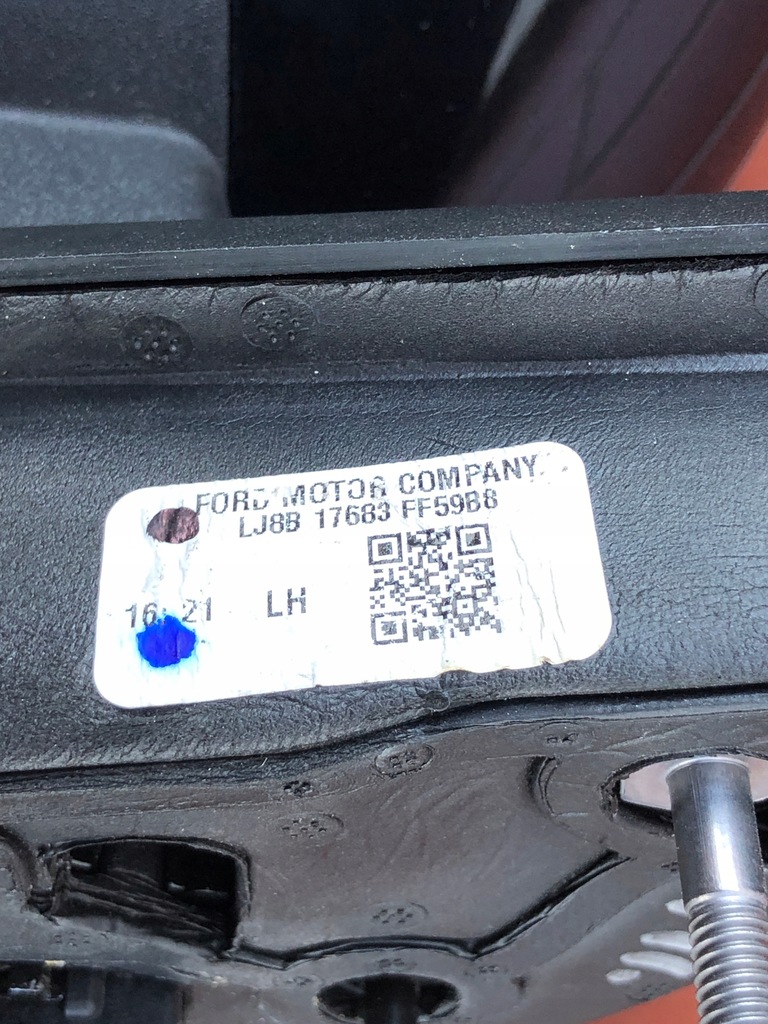 FORD MOTOR COMPANY
LJ8B 17683 FF59B8
16 21 LH